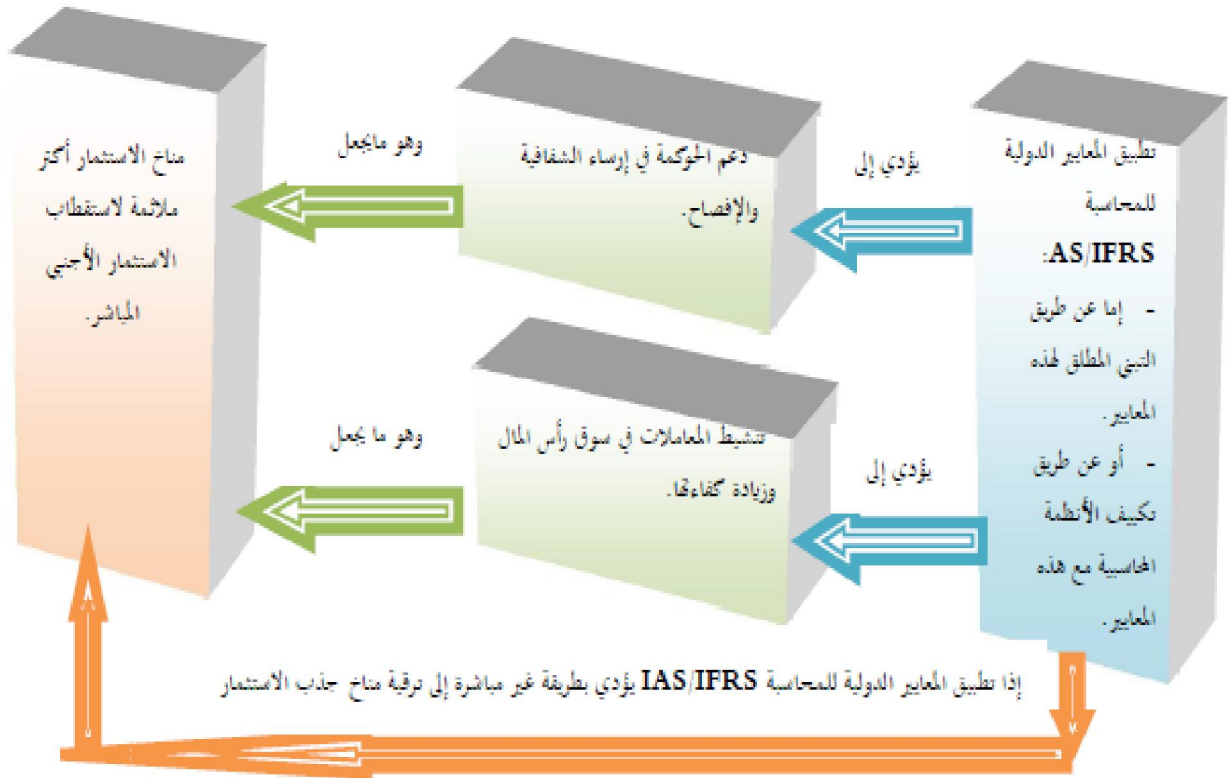 تطبيق المعايير الدولية
للمحاسبة
AS/IFRS:
- إما عن طريق
التبني المطلق لهذه
المعايير.
- أو عن طريق
تكييف الأنظمة
المحاسبية مع هذه
المعايير.
يؤدي إلى
دعم الحوكمة في إرساء الشفافية
والإفصاح.
وهو مايجعل
يؤدي إلى
تنشيط المعاملات في سوق رأس المال
وزيادة كفاءتها.
وهو ما يجعل
مناخ الاستثمار أكثر
ملائمة لاستقطاب
الاستثمار الأجنبي
المباشر.
إذا تطبيق المعايير الدولية للمحاسبة IAS/IFRS يؤدي بطريقة غير مباشرة إلى ترقية مناخ جذب الاستثمار